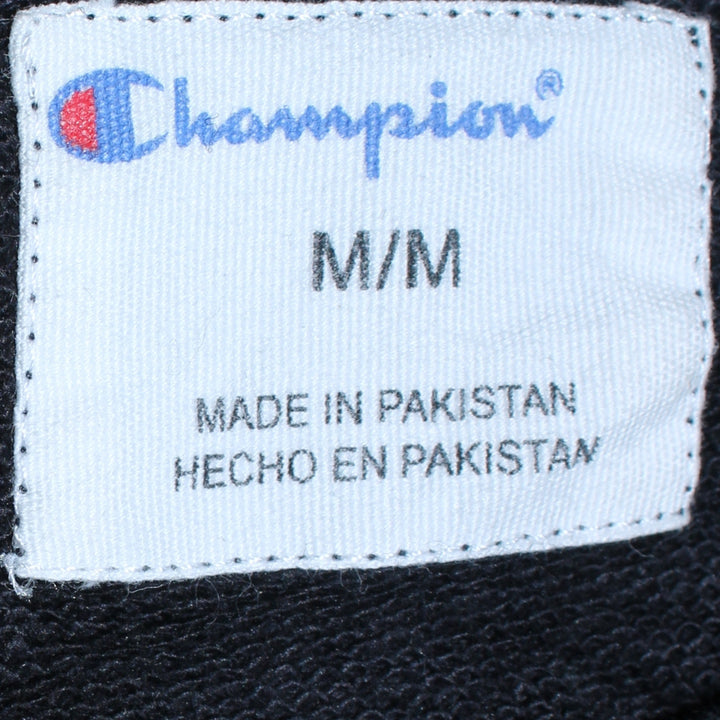 Champion®
M/M
MADE IN PAKISTAN
HECHO EN PAKISTAN